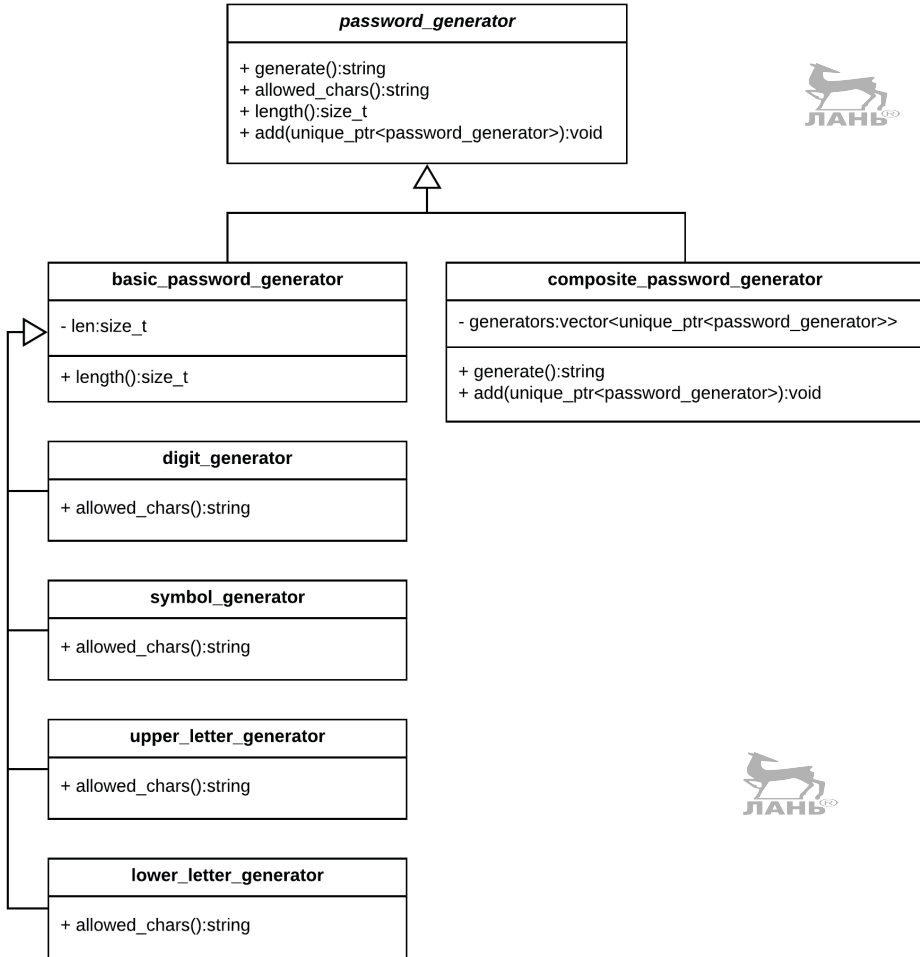 password_generator
+ generate():string
+ allowed_chars():string
+ length():size_t
+ add(unique_ptr<password_generator>):void
ЛАНЬ®
basic_password_generator
- len:size_t
+ length():size_t
composite_password_generator
- generators:vector<unique_ptr<password_generator>>
+ generate():string
+ add(unique_ptr<password_generator>):void
digit_generator
+ allowed_chars():string
symbol_generator
+ allowed_chars():string
upper_letter_generator
+ allowed_chars():string
ЛАНЬ®
lower_letter_generator
+ allowed_chars():string